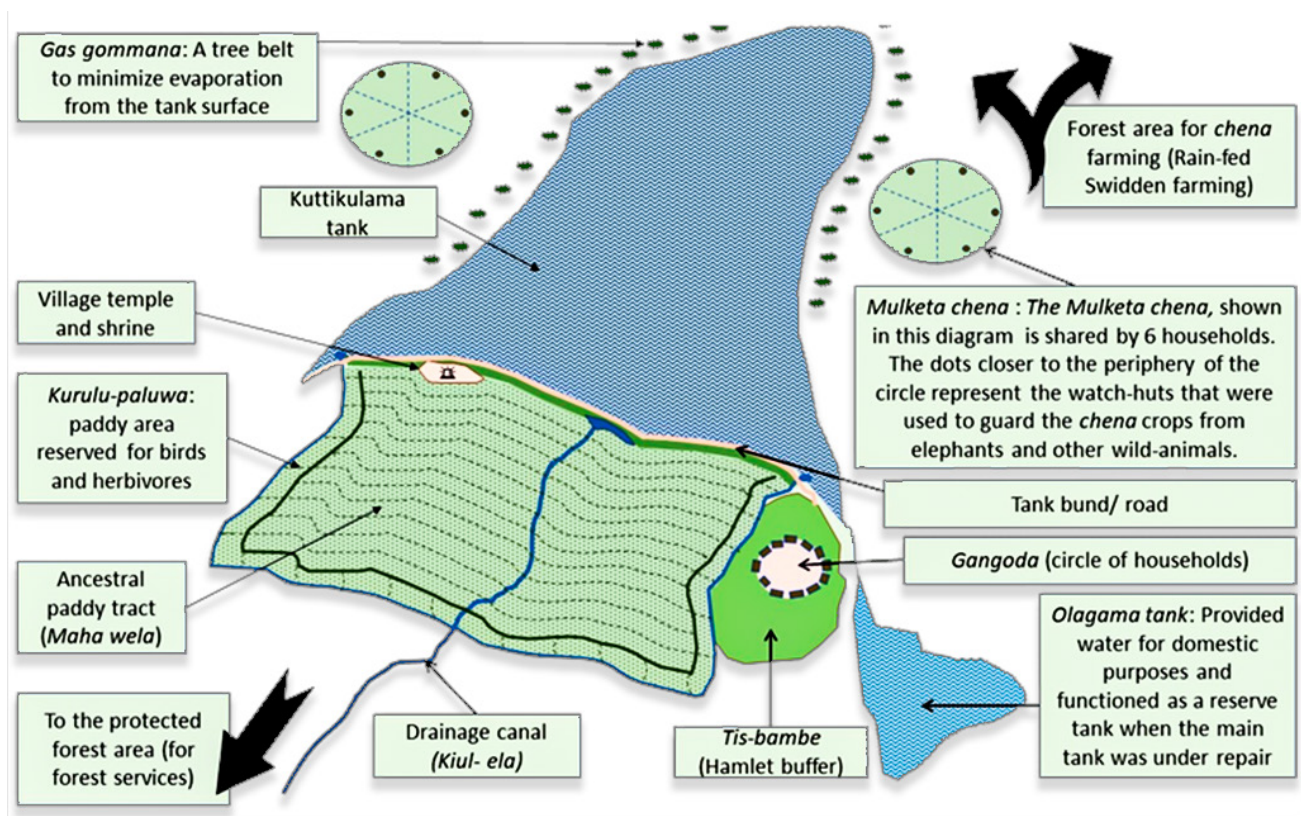 Gas gommana: A tree belt
to minimize evaporation
from the tank surface
Kuttikulama
tank
Village temple
and shrine
Kurulu-paluwa:
paddy area
reserved for birds
and herbivores
Ancestral
paddy tract
(Maha wela)
To the protected
forest area (for
forest services)
Drainage canal
(Kiul- ela)
Tis-bambe
(Hamlet buffer)
Forest area for chena
farming (Rain-fed
Swidden farming)
Mulketa chena : The Mulketa chena, shown
in this diagram is shared by 6 households.
The dots closer to the periphery of the
circle represent the watch-huts that were
used to guard the chena crops from
elephants and other wild-animals.
Tank bund/ road
Gangoda (circle of households)
Olagama tank: Provided
water for domestic
purposes and
functioned as a reserve
tank when the main
tank was under repair